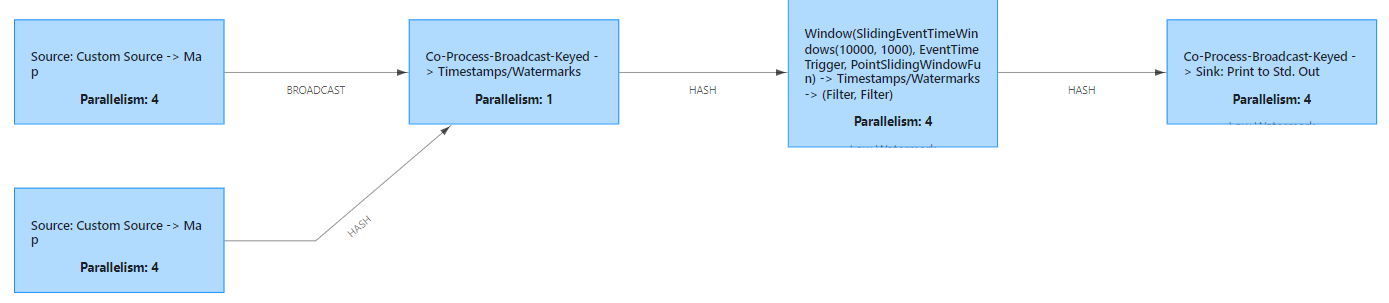 Source: Custom Source -> Ma
p
Parallelism: 4
BROADCAST
Co-Process-Broadcast-Keyed -
> Timestamps/Watermarks
Parallelism: 1
HASH
Window(SlidingEventTimeWin
dows(10000, 1000), EventTime
Trigger, PointSlidingWindowFu
n) -> Timestamps/Watermarks
-> (Filter, Filter)
Parallelism: 4
HASH
Co-Process-Broadcast-Keyed -
> Sink: Print to Std. Out
Parallelism: 4
Source: Custom Source -> Ma
p
Parallelism: 4
HASH